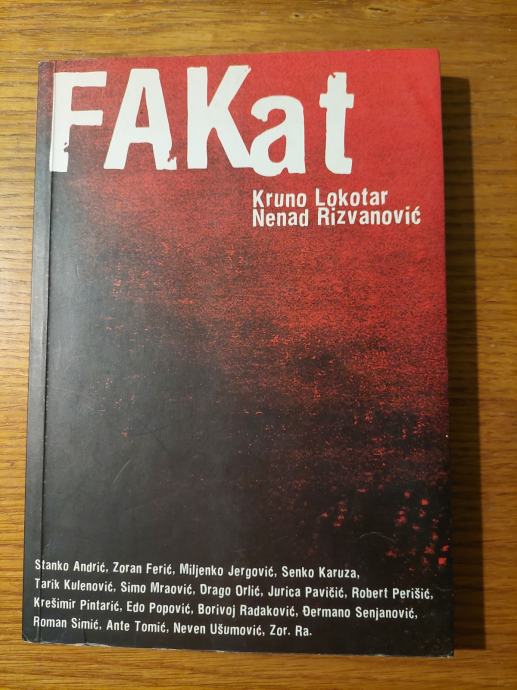 FAKat
Kruno Lokotar
Nenad Rizvanović
Stanko Andrić, Zoran Ferić, Miljenko Jergović, Senko Karuza,
Tarik Kulenović, Simo Mraović, Drago Orlić, Jurica Pavičić, Robert Perišić,
Krešimir Pintarić, Edo Popović, Borivoj Radaković, Đermano Senjanović,
Roman Simić, Ante Tomić, Neven Ušumović, Zor. Ra.